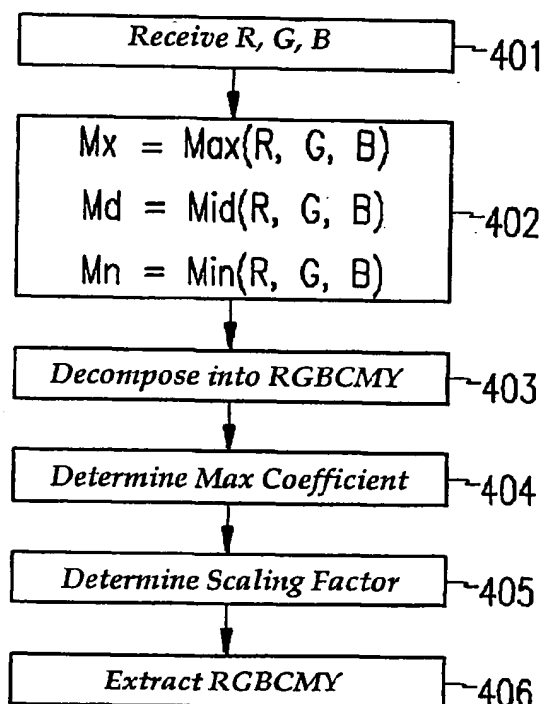 Receive R, G, B
401
Mx = Max(R, G, B)
Md = Mid(R, G, B)
Mn = Min(R, G, B)
402
Decompose into RGBCMY
403
Determine Max Coefficient
404
Determine Scaling Factor
405
Extract RGBCMY
406